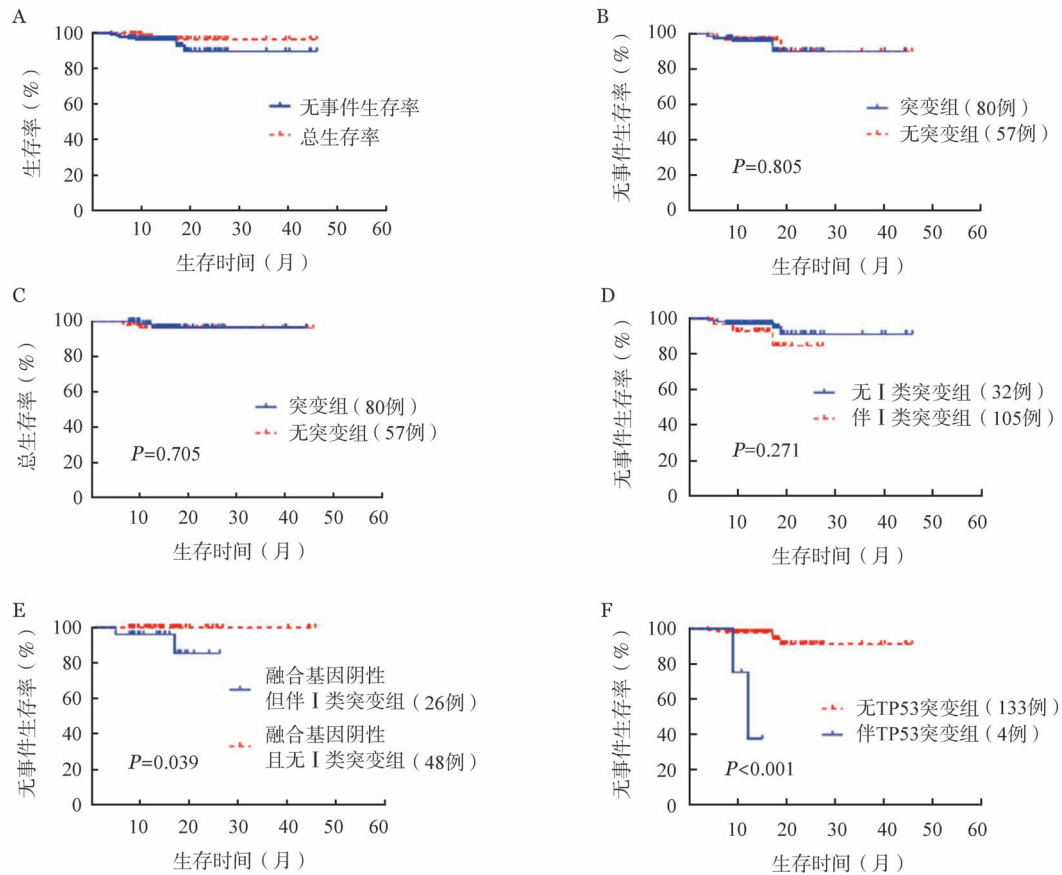 A
生存率（%）
100
80
60
40
20
0
无事件生存率
总生存率
10 20 30 40 50 60
生存时间（月）
B
无事件生存率（%）
100
80
60
40
20
0
突变组（80例）
无突变组（57例）
P=0.805
10 20 30 40 50 60
生存时间（月）
C
总生存率（%）
100
80
60
40
20
0
突变组（80例）
无突变组（57例）
P=0.705
0 10 20 30 40 50 60
生存时间（月）
D
无事件生存率（%）
100
80
60
40
20
0
无Ⅰ类突变组（32例）
伴Ⅰ类突变组（105例）
P=0.271
10 20 30 40 50 60
生存时间（月）
E
无事件生存率（%）
100
80
60
40
20
0
融合基因阴性
但伴Ⅰ类突变组（26例）
融合基因阴性
且无Ⅰ类突变组（48例）
P=0.039
10 20 30 40 50 60
生存时间（月）
F
无事件生存率（%）
100
80
60
40
20
0
无TP53突变组（133例）
伴TP53突变组（4例）
P<0.001
10 20 30 40 50 60
生存时间（月）